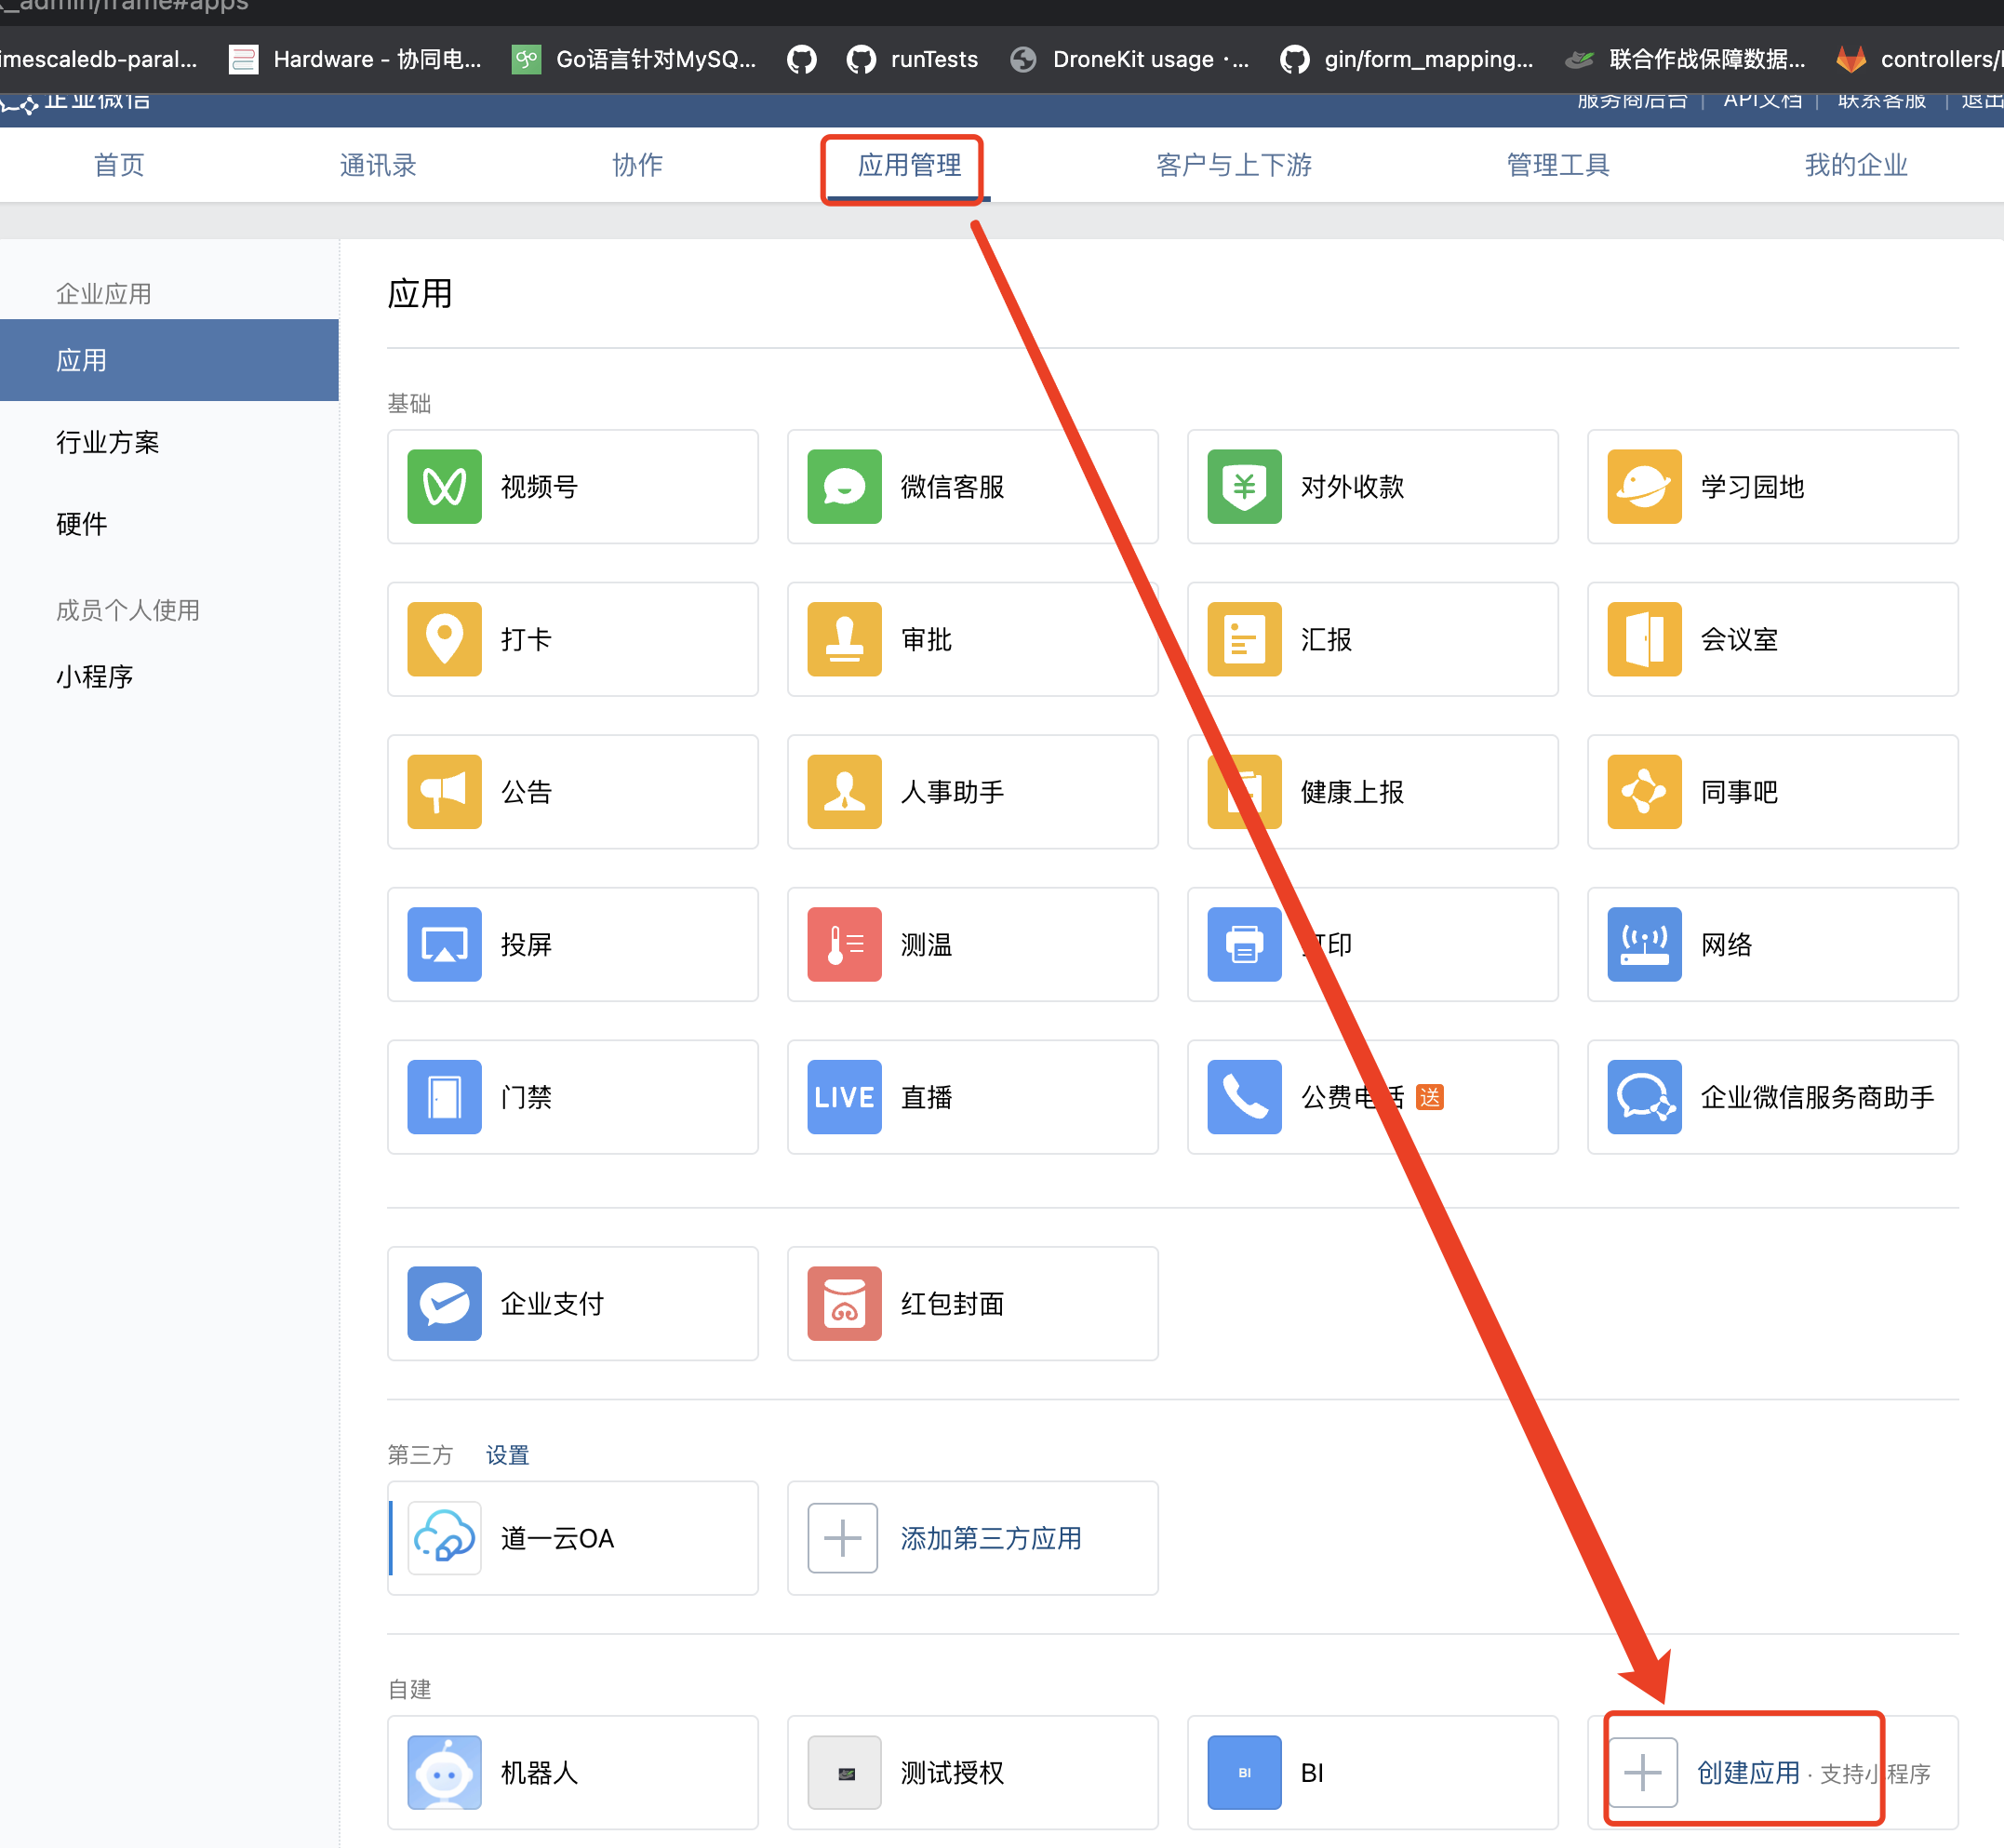 _admin/frame#apps
imescaledb-paral...
Hardware - 协同电...
Go语言针对MySQ...
runTests
DroneKit usage ·...
gin/form_mapping...
联合作战保障数据...
controllers/
企业微信
服务商后台 | API文档 | 联系客服 | 退出
首页
通讯录
协作
应用管理
客户与上下游
管理工具
我的企业
企业应用
应用
行业方案
硬件
成员个人使用
小程序
应用
基础
视频号
微信客服
对外收款
学习园地
打卡
审批
汇报
会议室
公告
人事助手
健康上报
同事吧
投屏
测温
打印
网络
门禁
LIVE
直播
公费电话 送
企业微信服务商助手
企业支付
红包封面
第三方 设置
道一云OA
添加第三方应用
自建
机器人
测试授权
BI
BI
创建应用 · 支持小程序